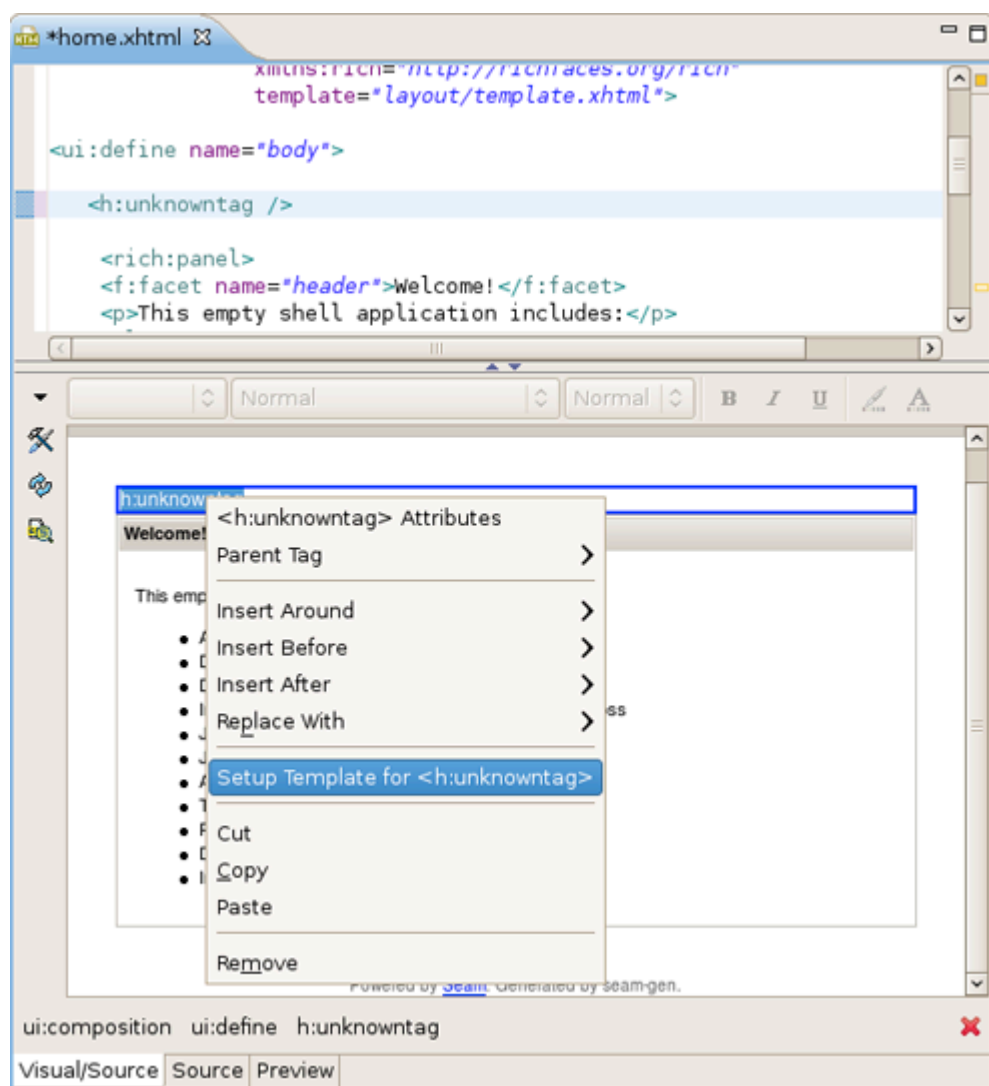 *home.xhtml
xmlns:rich="http://richfaces.org/rich"
template="layout/template.xhtml">
<ui:define name="body">
<h:unknowntag />
<rich:panel>
<f:facet name="header">Welcome!</f:facet>
<p>This empty shell application includes:</p>
Normal Normal B I U A
h:unknow
Welcome!
This emp
<h:unknowntag> Attributes
Parent Tag
Insert Around
Insert Before
Insert After
Replace With
ss
Setup Template for <h:unknowntag>
Cut
Copy
Paste
Remove
Powered by Seam. Generated by seam-gen.
ui:composition ui:define h:unknowntag
Visual/Source Source Preview